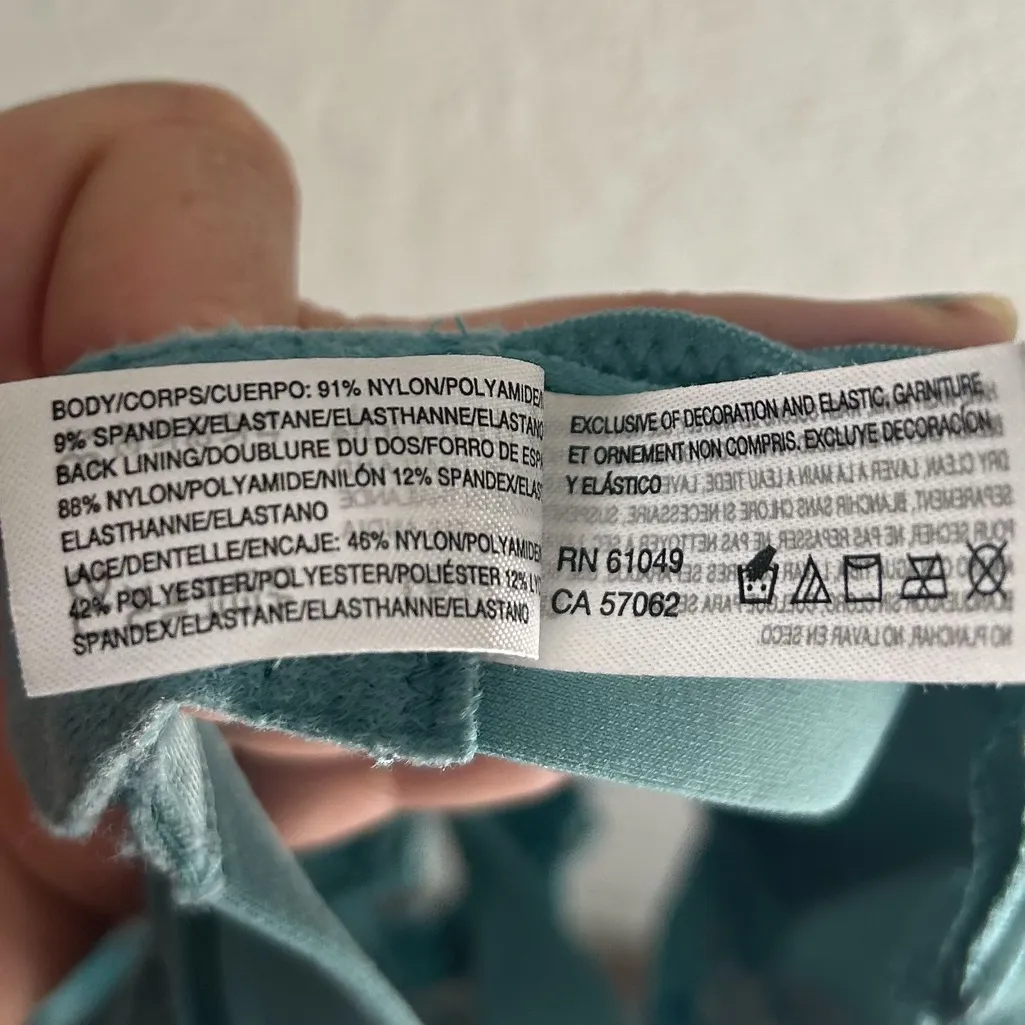 BODY/CORPS/CUERPO: 91% NYLON/POLYAMIDE/
9% SPANDEX/ELASTANE/ELASTHANNE/ELASTANO
BACK LINING/DOUBLURE DU DOS/FORRO DE
88% NYLON/POLYAMIDE/NILÓN 12% SPANDEX/
ELASTHANNE/ELASTANO
LACE/DENTELLE/ENCAJE: 46% NYLON/POLYAMIDE
42% POLYESTER/POLYESTER/POLIÉSTER 12%
SPANDEX/ELASTANE/ELASTHANNE/ELASTANO
EXCLUSIVE OF DECORATION AND ELASTIC. GARNITURE
ET ORNEMENT NON COMPRIS. EXCLUYE DECORACIÓN
Y ELÁSTICO
RN 61049
CA 57062